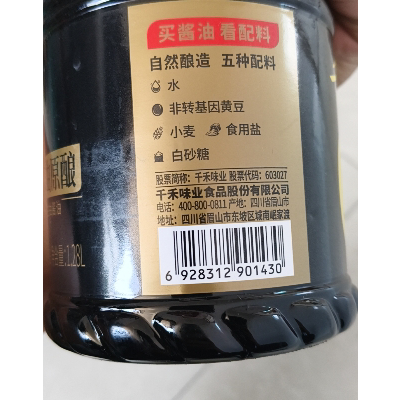 买酱油 看配料
自然酿造 五种配料
水
非转基因黄豆
小麦 食用盐
白砂糖
股票简称：千禾味业 股票代码：603027
千禾味业食品股份有限公司
电话：400-800-0811 产地：四川省眉山市
地址：四川省眉山市东坡区城南岷家渡
6 928312 901430
原酿
1.28L